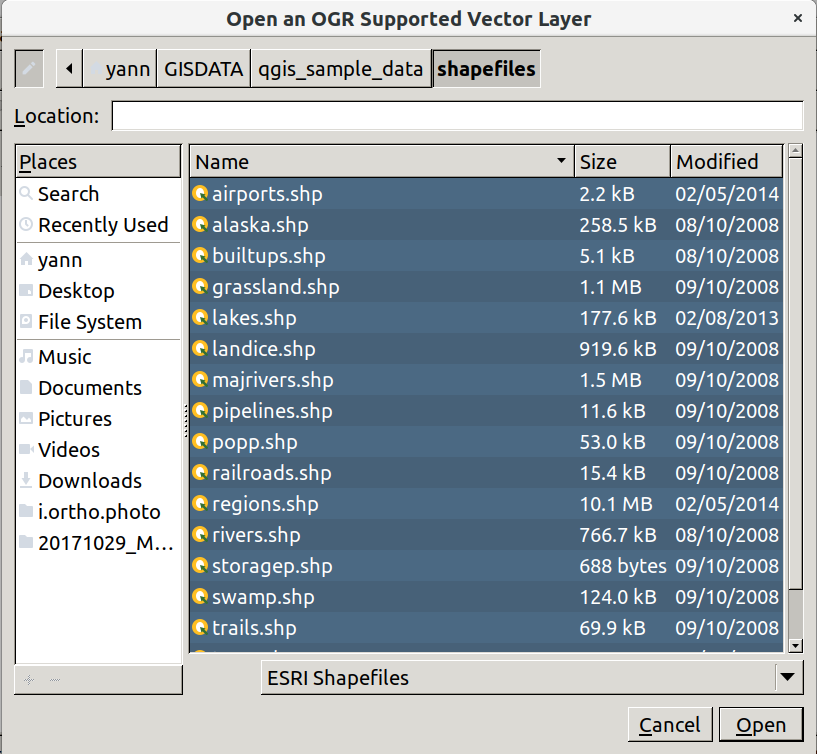 Open an OGR Supported Vector Layer
yann GISDATA qgis_sample_data shapefiles
Location:
Places
Search
Recently Used
yann
Desktop
File System
Music
Documents
Pictures
Videos
Downloads
i.ortho.photo
20171029_M...
Name Size Modified
airports.shp 2.2 kB 02/05/2014
alaska.shp 258.5 kB 08/10/2008
builtups.shp 5.1 kB 08/10/2008
grassland.shp 1.1 MB 09/10/2008
lakes.shp 177.6 kB 02/08/2013
landice.shp 919.6 kB 09/10/2008
majrivers.shp 1.5 MB 09/10/2008
pipelines.shp 11.6 kB 09/10/2008
popp.shp 53.0 kB 09/10/2008
railroads.shp 15.4 kB 09/10/2008
regions.shp 10.1 MB 02/05/2014
rivers.shp 766.7 kB 08/10/2008
storagep.shp 688 bytes 09/10/2008
swamp.shp 124.0 kB 09/10/2008
trails.shp 69.9 kB 09/10/2008
ESRI Shapefiles
Cancel Open